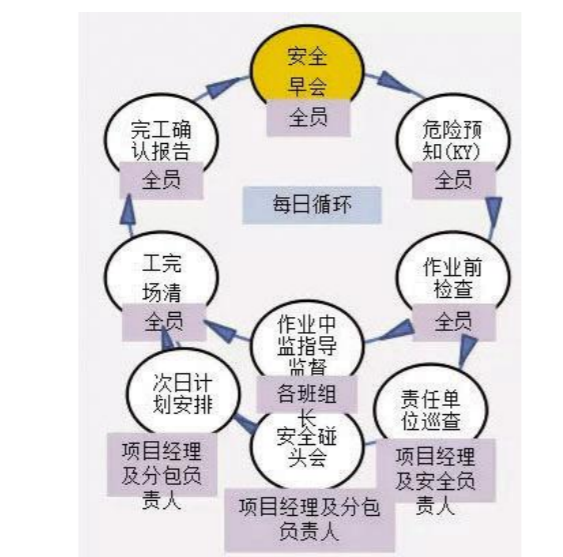 安全
早会
全员
危险预
知(KY)
全员
作业前
检查
全员
责任单
位巡查
项目经理
及安全负
责人
安全碰
头会
项目经理及分包
负责人
次日计
划安排
项目经理
及分包负
责人
作业中
监指导
监督
各班组
长
工完
场清
全员
完工确
认报告
全员
每日循环